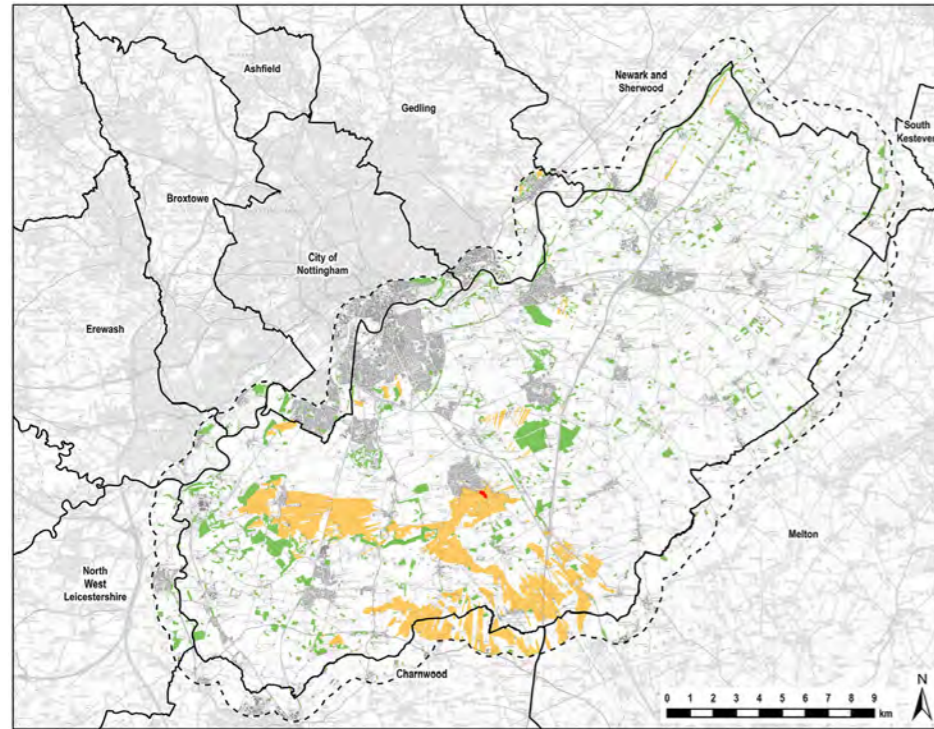 Ashfield
Newark and
Sherwood
Gedling
South
Kesteven
Broxtowe
City of
Nottingham
Erewash
Melton
North
West
Leicestershire
Charnwood
N
0 1 2 3 4 5 6 7 8 9
km